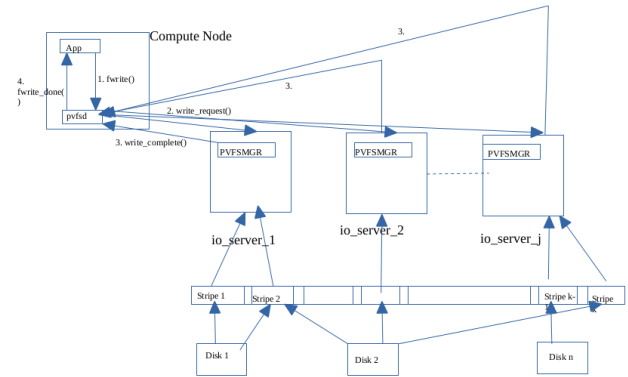 3.
Compute Node
App
4.
fwrite_done(
)
1. fwrite()
3.
pvfsd
2. write_request()
3. write_complete()
PVFSMGR
PVFSMGR
PVFSMGR
io_server_1
io_server_2
io_server_j
Stripe 1
Stripe 2
Stripe k-
Stripe
Disk 1
Disk 2
Disk n